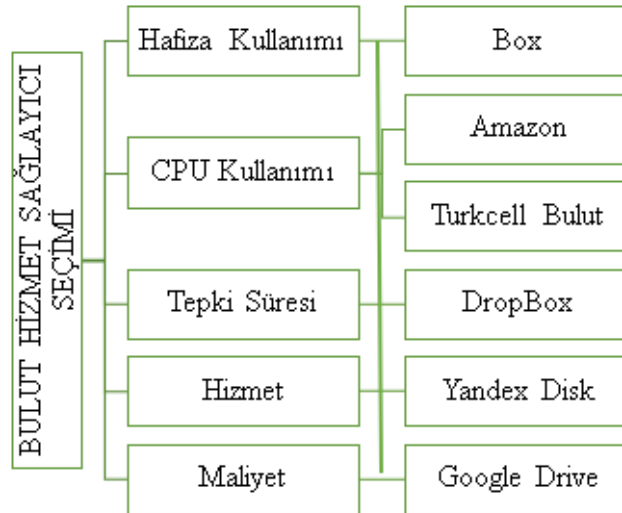 BULUT HİZMET SAĞLAYICI
SEÇİMİ
Hafiza Kullanımı
CPU Kullanımı
Tepki Süresi
Hizmet
Maliyet
Box
Amazon
Turkcell Bulut
DropBox
Yandex Disk
Google Drive